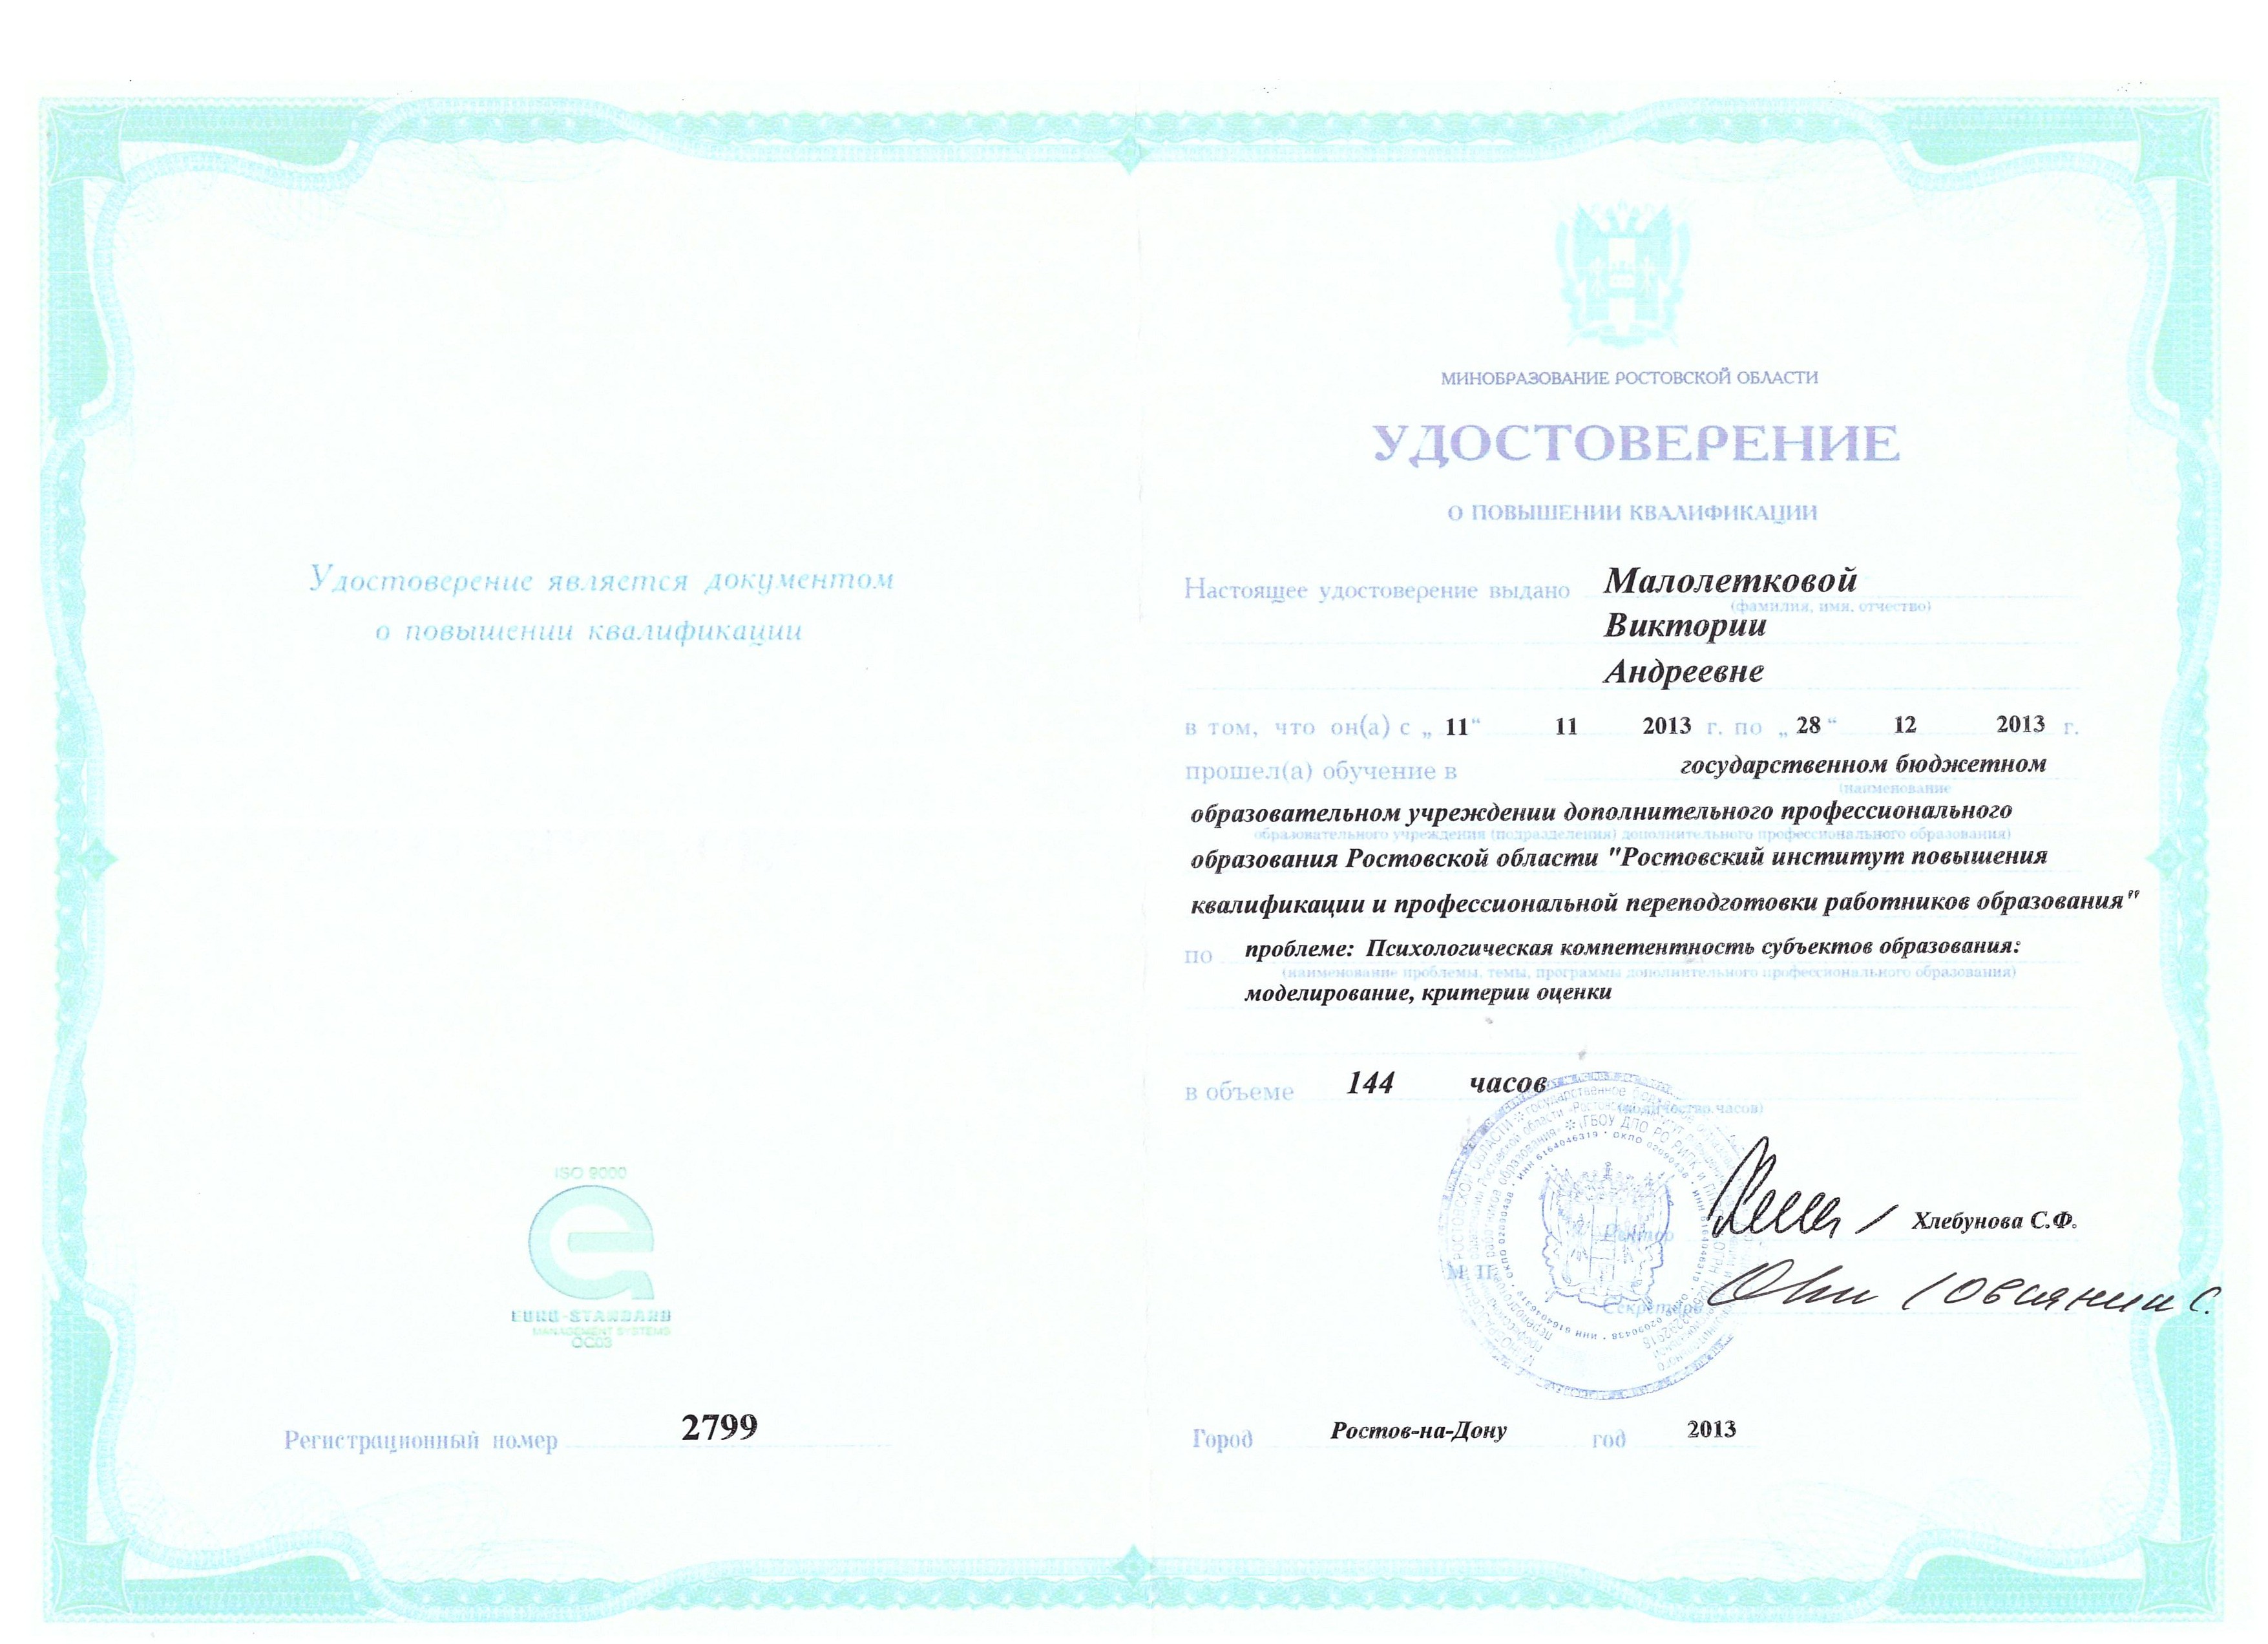 Удостоверение является документом
о повышении квалификации
ISO 9000
EURO-STANDARD
MANAGEMENT SYSTEMS
ОС03
Регистрационный номер 2799
МИНОБРАЗОВАНИЕ РОСТОВСКОЙ ОБЛАСТИ
УДОСТОВЕРЕНИЕ
О ПОВЫШЕНИИ КВАЛИФИКАЦИИ
Настоящее удостоверение выдано Малолетковой
(фамилия, имя, отчество)
Виктории
Андреевне
в том, что он(а) с „ 11“ 11 2013 г. по „ 28 “ 12 2013 г.
прошел(а) обучение в государственном бюджетном
(наименование
образовательном учреждении дополнительного профессионального
образовательного учреждения (подразделения) дополнительного профессионального образования)
образования Ростовской области "Ростовский институт повышения
квалификации и профессиональной переподготовки работников образования"
по проблеме: Психологическая компетентность субъектов образования:
(наименование проблемы, темы, программы дополнительного профессионального образования)
моделирование, критерии оценки
в объеме 144 часов
(количество часов)
Ректор Хлебунова С.Ф.
М. П.
Секретарь
Город Ростов-на-Дону год 2013